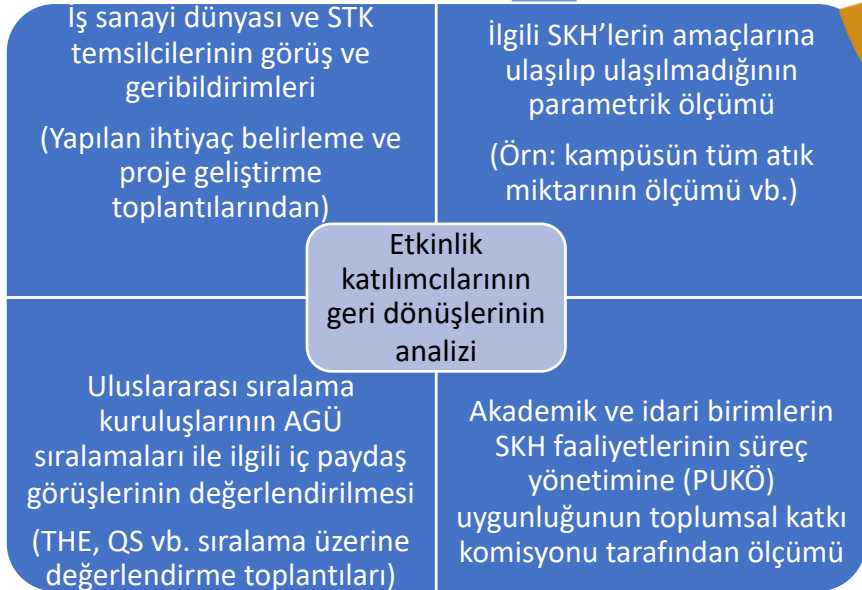 İş sanayi dünyası ve STK
temsilcilerinin görüş ve
geribildirimleri
(Yapılan ihtiyaç belirleme ve
proje geliştirme
toplantılarından)
İlgili SKH’lerin amaçlarına
ulaşılıp ulaşılmadığının
parametrik ölçümü
(Örn: kampüsün tüm atık
miktarının ölçümü vb.)
Etkinlik
katılımcılarının
geri dönüşlerinin
analizi
Uluslararası sıralama
kuruluşlarının AGÜ
sıralamaları ile ilgili iç paydaş
görüşlerinin değerlendirilmesi
(THE, QS vb. sıralama üzerine
değerlendirme toplantıları)
Akademik ve idari birimlerin
SKH faaliyetlerinin süreç
yönetimine (PUKÖ)
uygunluğunun toplumsal katkı
komisyonu tarafından ölçümü